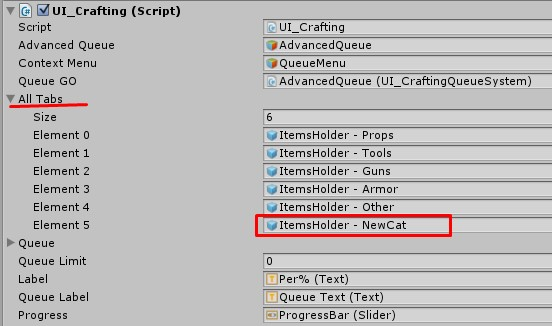 UI_Crafting (Script)
Script UI_Crafting
Advanced Queue AdvancedQueue
Context Menu QueueMenu
Queue GO AdvancedQueue (UI_CraftingQueueSystem)
All Tabs
Size 6
Element 0 ItemsHolder - Props
Element 1 ItemsHolder - Tools
Element 2 ItemsHolder - Guns
Element 3 ItemsHolder - Armor
Element 4 ItemsHolder - Other
Element 5 ItemsHolder - NewCat
Queue
Queue Limit 0
Label Per% (Text)
Queue Label Queue Text (Text)
Progress ProgressBar (Slider)